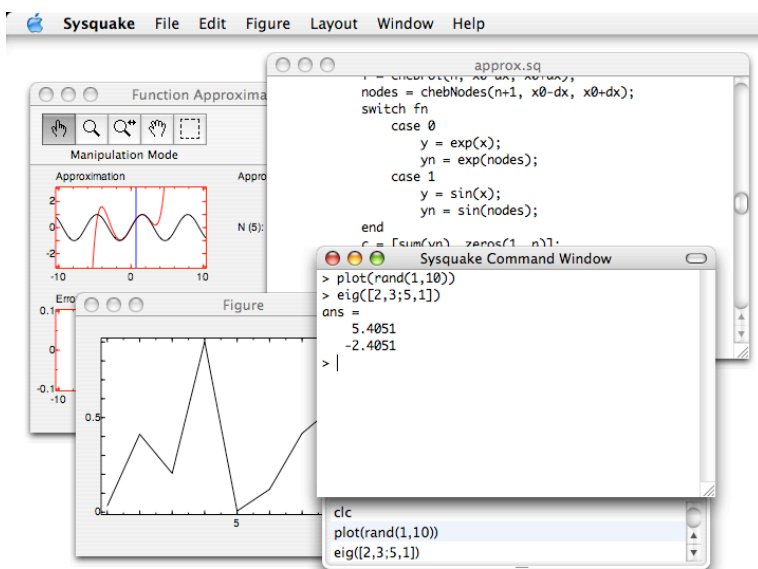 Sysquake File Edit Figure Layout Window Help
approx.sq
nodes = chebNodes(n+1, x0-dx, x0+dx);
switch fn
case 0
y = exp(x);
yn = exp(nodes);
case 1
y = sin(x);
yn = sin(nodes);
end
c = [sum(yn), zeros(1, n)];
Function Approxima
Manipulation Mode
Approximation
Appro
2
0
-2
-10 0 10
N (5):
Erro
0.1
0
-0.1
-10
Figure
0.5
0
5
Sysquake Command Window
> plot(rand(1,10))
> eig([2,3;5,1])
ans =
5.4051
-2.4051
>
clc
plot(rand(1,10))
eig([2,3;5,1])